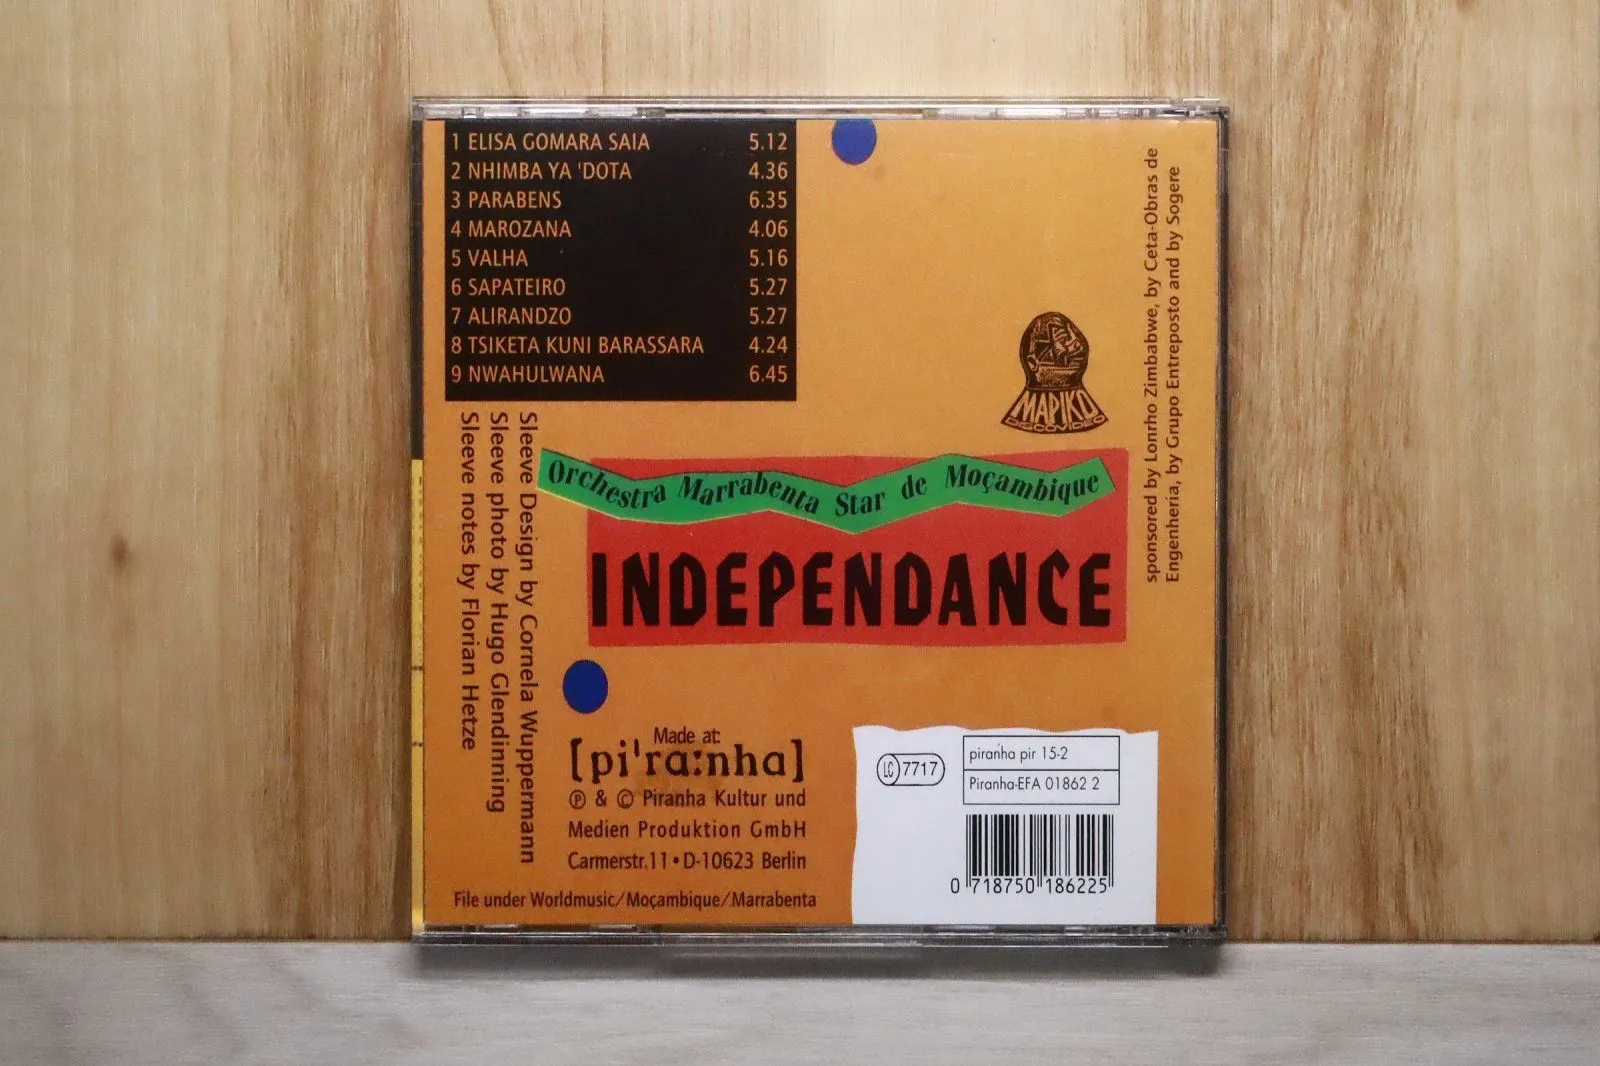 1 ELISA GOMARA SAIA 5.12
2 NHIMBA YA 'DOTA 4.36
3 PARABENS 6.35
4 MAROZANA 4.06
5 VALHA 5.16
6 SAPATEIRO 5.27
7 ALIRANDZO 5.27
8 TSIKETA KUNI BARASSARA 4.24
9 NWAHULWANA 6.45
Sleeve Design by Cornela Wuppermann
Sleeve photo by Hugo Glendinning
Sleeve notes by Florian Hetze
sponsored by Lonrho Zimbabwe, by Ceta-Obras de
Engenheria, by Grupo Entreposto and by Sogere
MAPIKO
DISCOVIDEO
Orchestra Marrabenta Star de Moçambique
INDEPENDANCE
Made at:
[pi'ra:nha]
℗ & © Piranha Kultur und
Medien Produktion GmbH
Carmerstr.11 • D-10623 Berlin
File under Worldmusic/Moçambique/Marrabenta
LC 7717
piranha pir 15-2
Piranha-EFA 01862 2
0 718750 186225